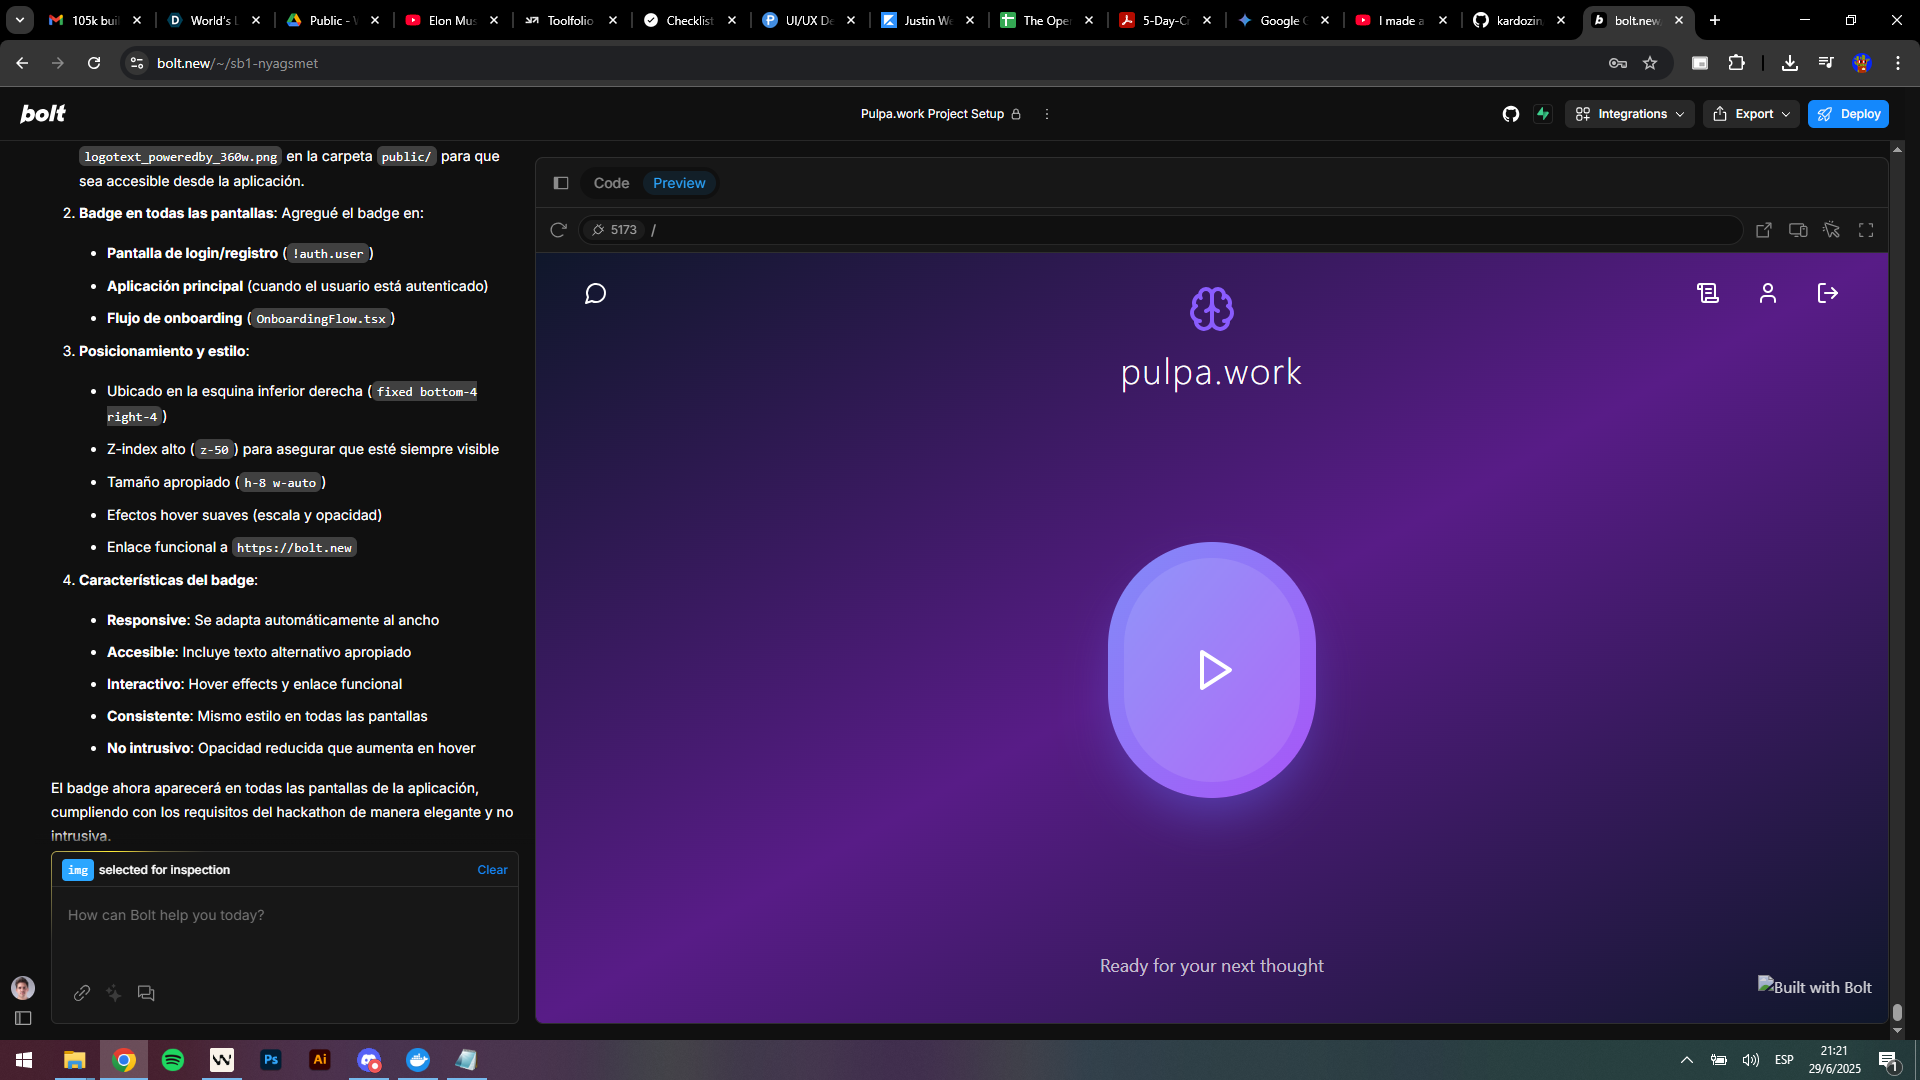 105k buil
World's L
Public - \
Elon Mus
Toolfolio
Checklist
UI/UX De
Justin We
The Ope
5-Day-C
Google C
I made a
kardozin
bolt.new
bolt.new/~/sb1-nyagsmet
bolt
Pulpa.work Project Setup
Integrations
Export
Deploy
logotext_poweredby_360w.png en la carpeta public/ para que
sea accesible desde la aplicación.
2. Badge en todas las pantallas: Agregué el badge en:
• Pantalla de login/registro (!auth.user)
• Aplicación principal (cuando el usuario está autenticado)
• Flujo de onboarding (OnboardingFlow.tsx)
3. Posicionamiento y estilo:
• Ubicado en la esquina inferior derecha (fixed bottom-4
right-4)
• Z-index alto (z-50) para asegurar que esté siempre visible
• Tamaño apropiado (h-8 w-auto)
• Efectos hover suaves (escala y opacidad)
• Enlace funcional a https://bolt.new
4. Características del badge:
• Responsive: Se adapta automáticamente al ancho
• Accesible: Incluye texto alternativo apropiado
• Interactivo: Hover effects y enlace funcional
• Consistente: Mismo estilo en todas las pantallas
• No intrusivo: Opacidad reducida que aumenta en hover
El badge ahora aparecerá en todas las pantallas de la aplicación,
cumpliendo con los requisitos del hackathon de manera elegante y no
intrusiva.
img selected for inspection
Clear
How can Bolt help you today?
Code
Preview
5173
/
pulpa.work
Ready for your next thought
Built with Bolt
Ps
Ai
ESP
21:21
29/6/2025
1